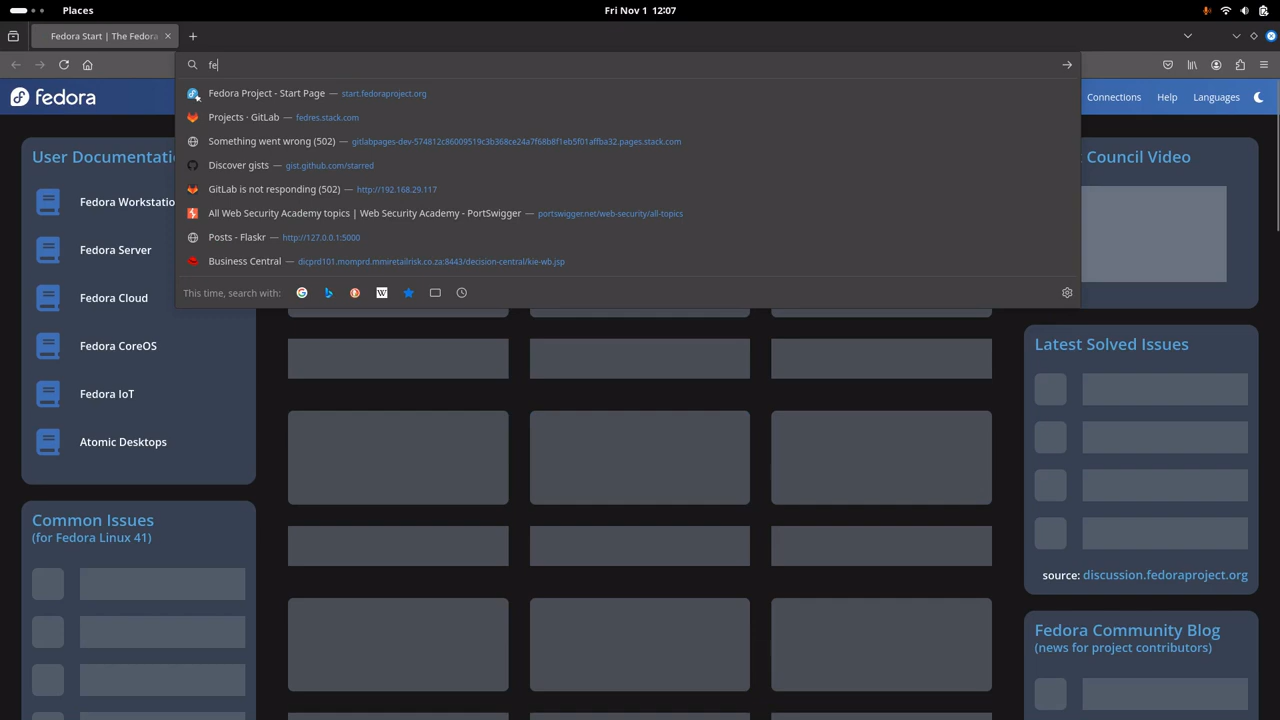 Places
Fri Nov 1 12:07
Fedora Start | The Fedora
fe
fedora
Connections
Help
Languages
Fedora Project - Start Page — start.fedoraproject.org
Projects · GitLab — fedres.stack.com
Something went wrong (502) — gitlabpages-dev-574812c86009519c3b368ce24a7f68b8f1eb5f01affba32.pages.stack.com
Discover gists — gist.github.com/starred
GitLab is not responding (502) — http://192.168.29.117
All Web Security Academy topics | Web Security Academy - PortSwigger — portswigger.net/web-security/all-topics
Posts - Flaskr — http://127.0.0.1:5000
Business Central — dicprd101.momprd.mmiretailrisk.co.za:8443/decision-central/kie-wb.jsp
This time, search with:
User Documentati
Fedora Workstatio
Fedora Server
Fedora Cloud
Fedora CoreOS
Fedora IoT
Atomic Desktops
Common Issues
(for Fedora Linux 41)
Council Video
Latest Solved Issues
source: discussion.fedoraproject.org
Fedora Community Blog
(news for project contributors)